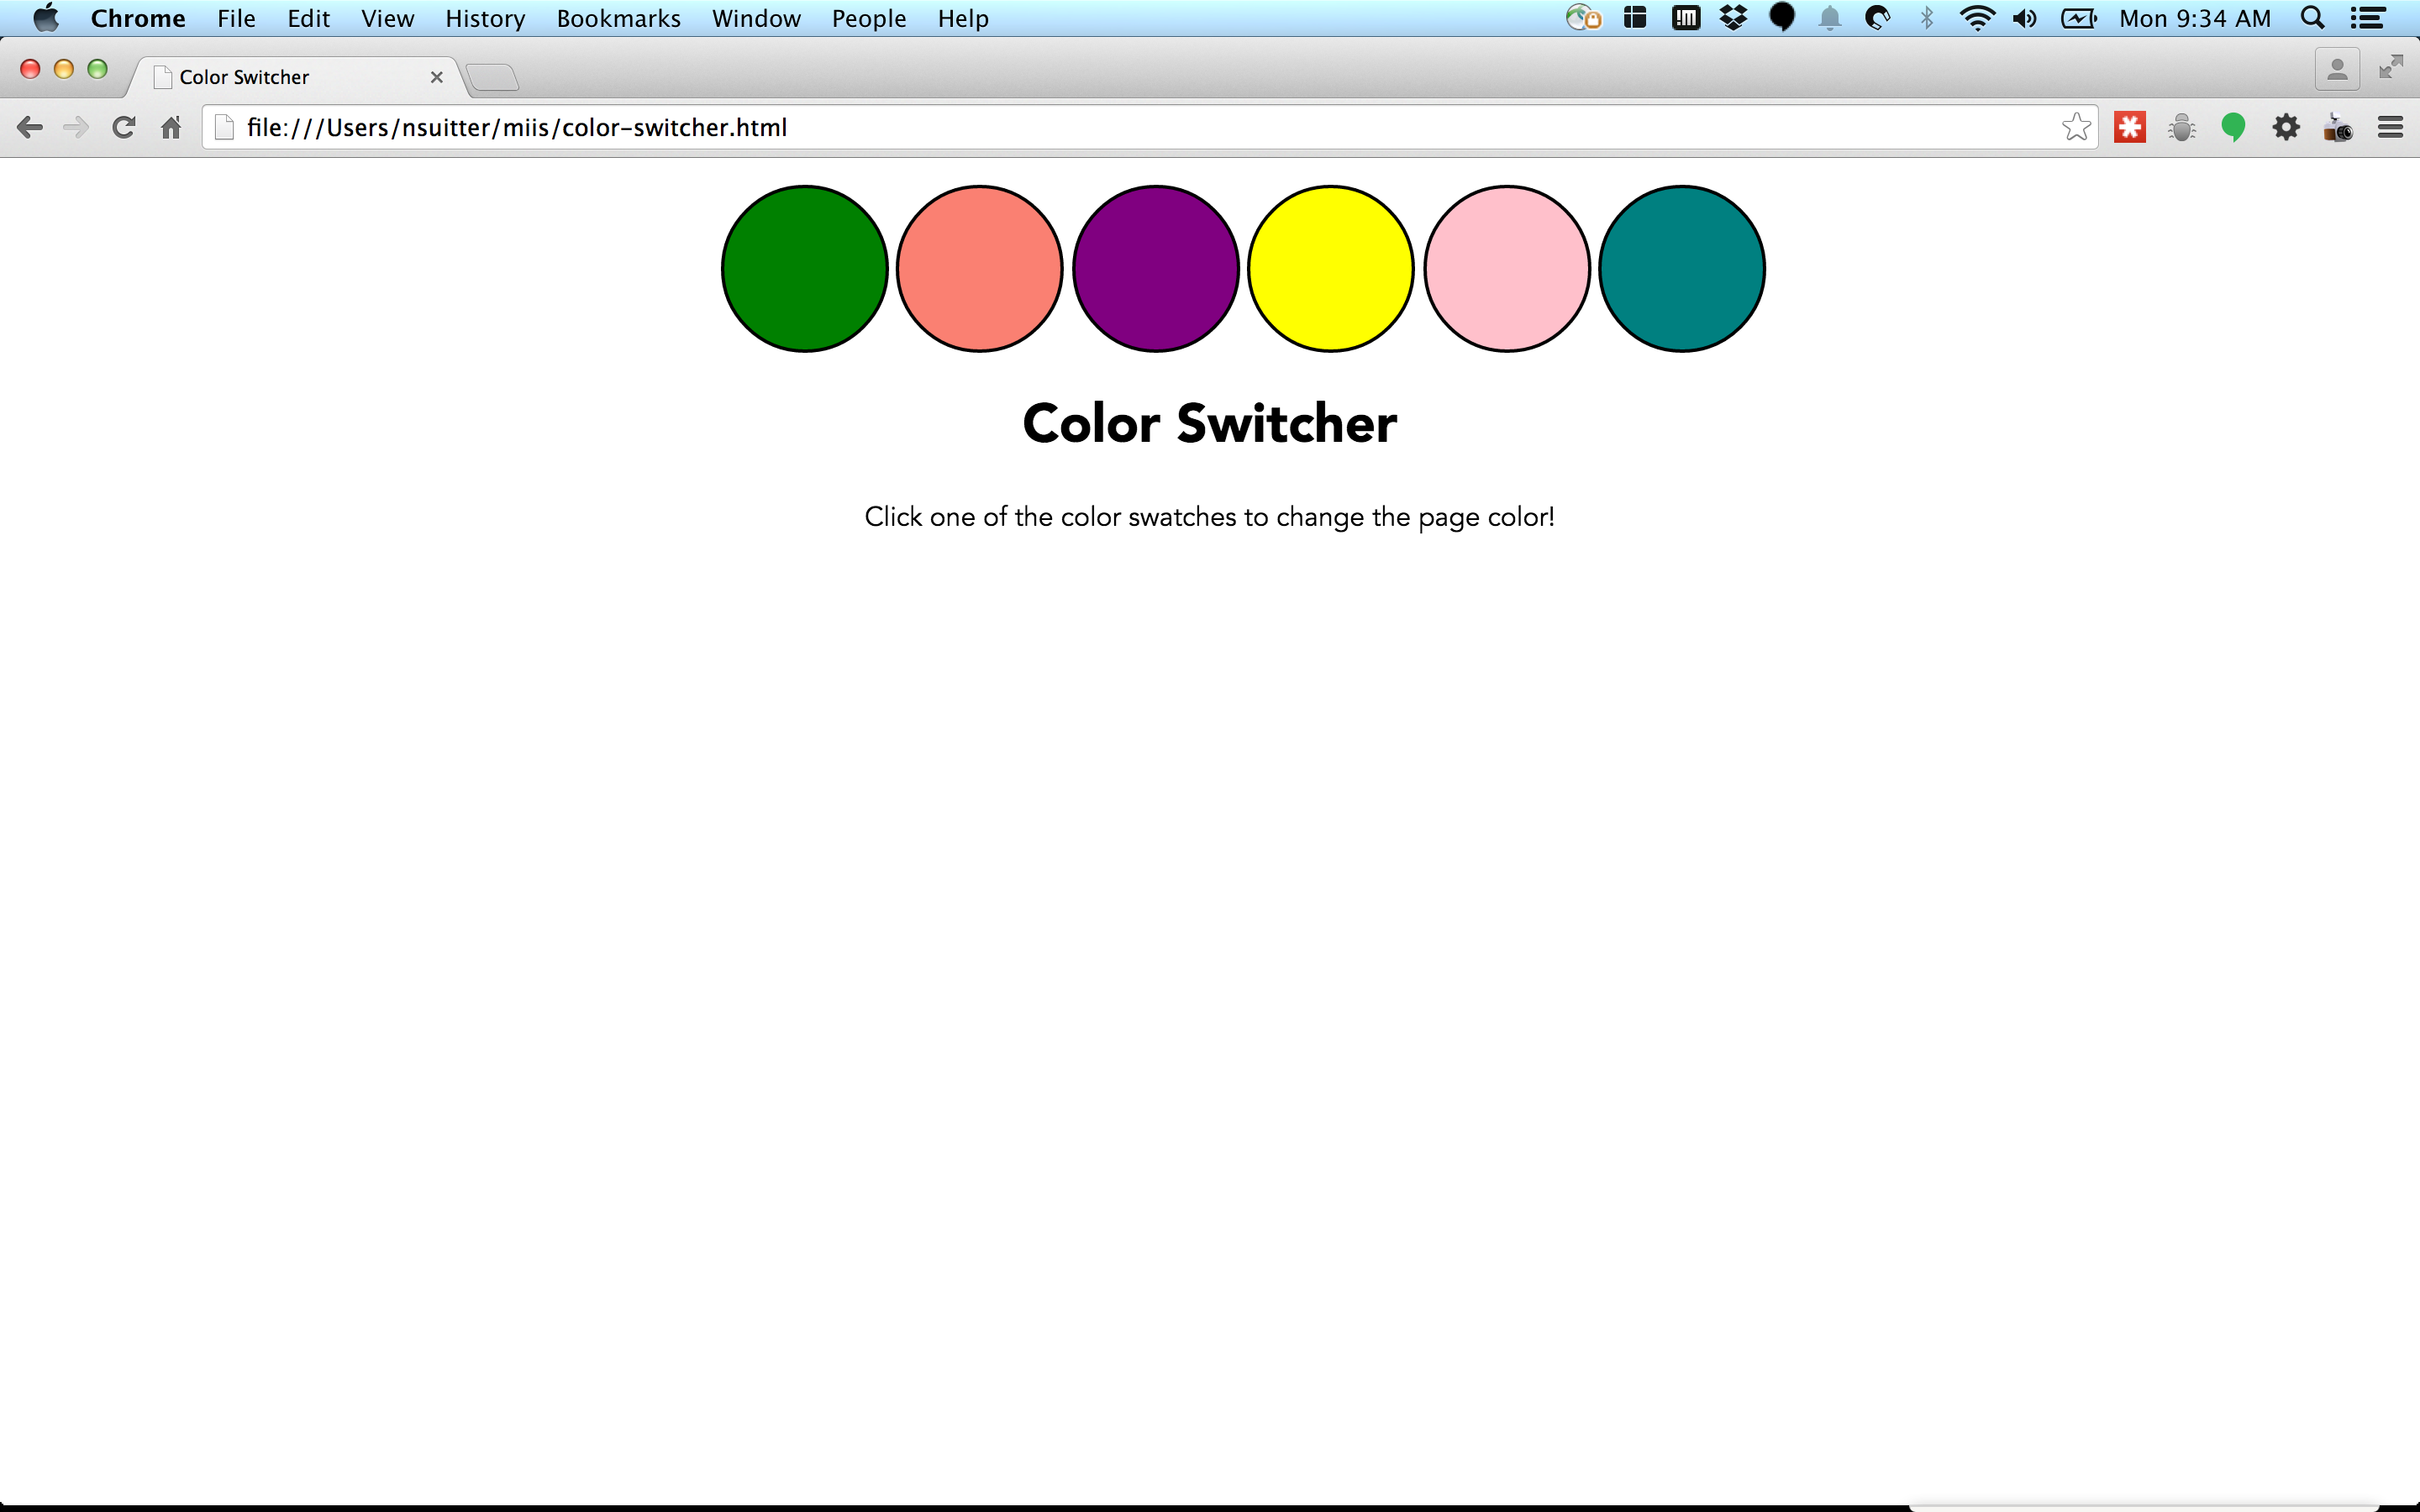 Chrome File Edit View History Bookmarks Window People Help !m Mon 9:34 AM
Color Switcher
file:///Users/nsuitter/miis/color-switcher.html
Color Switcher
Click one of the color swatches to change the page color!